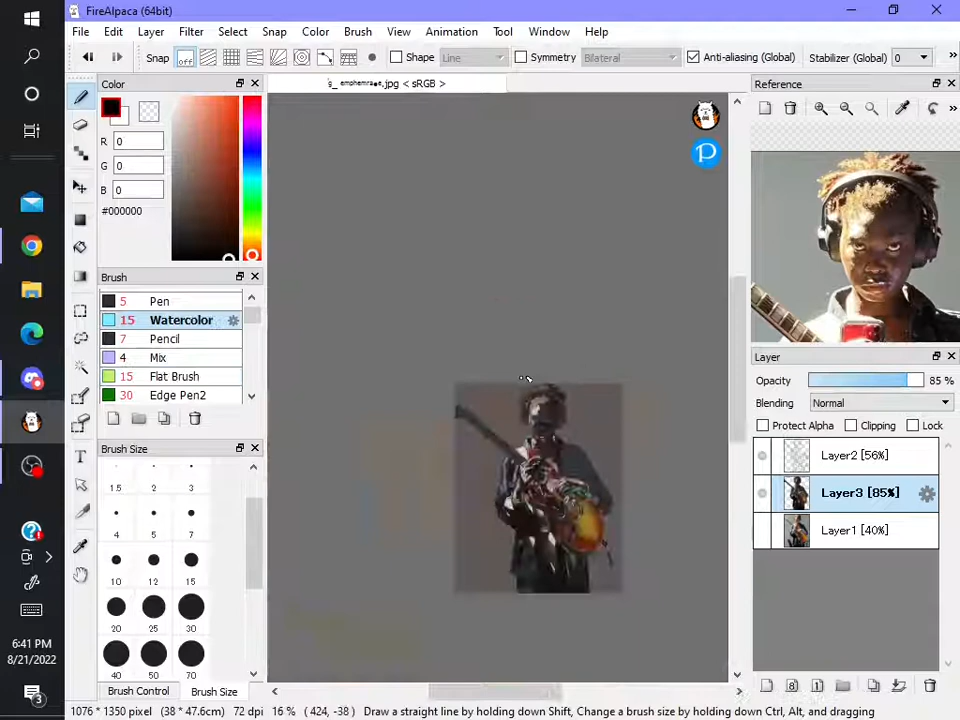 FireAlpaca (64bit)
File Edit Layer Filter Select Snap Color Brush View Animation Tool Window Help
Snap off Shape Line Symmetry Bilateral Anti-aliasing (Global) Stabilizer (Global) 0
Color
.jpg < sRGB >
Reference
R 0
G 0
B 0
#000000
Brush
5 Pen
15 Watercolor
7 Pencil
4 Mix
15 Flat Brush
30 Edge Pen2
Layer
Opacity 85 %
Blending Normal
Protect Alpha Clipping Lock
Layer2 [56%]
Layer3 [85%]
Layer1 [40%]
Brush Size
1.5 2 3
4 5 7
10 12 15
20 25 30
40 50 70
Brush Control Brush Size
6:41 PM
8/21/2022
3
1076 * 1350 pixel (38 * 47.6cm) 72 dpi 16 % ( 424, -38 ) Draw a straight line by holding down Shift, Change a brush size by holding down Ctrl, Alt, and dragging